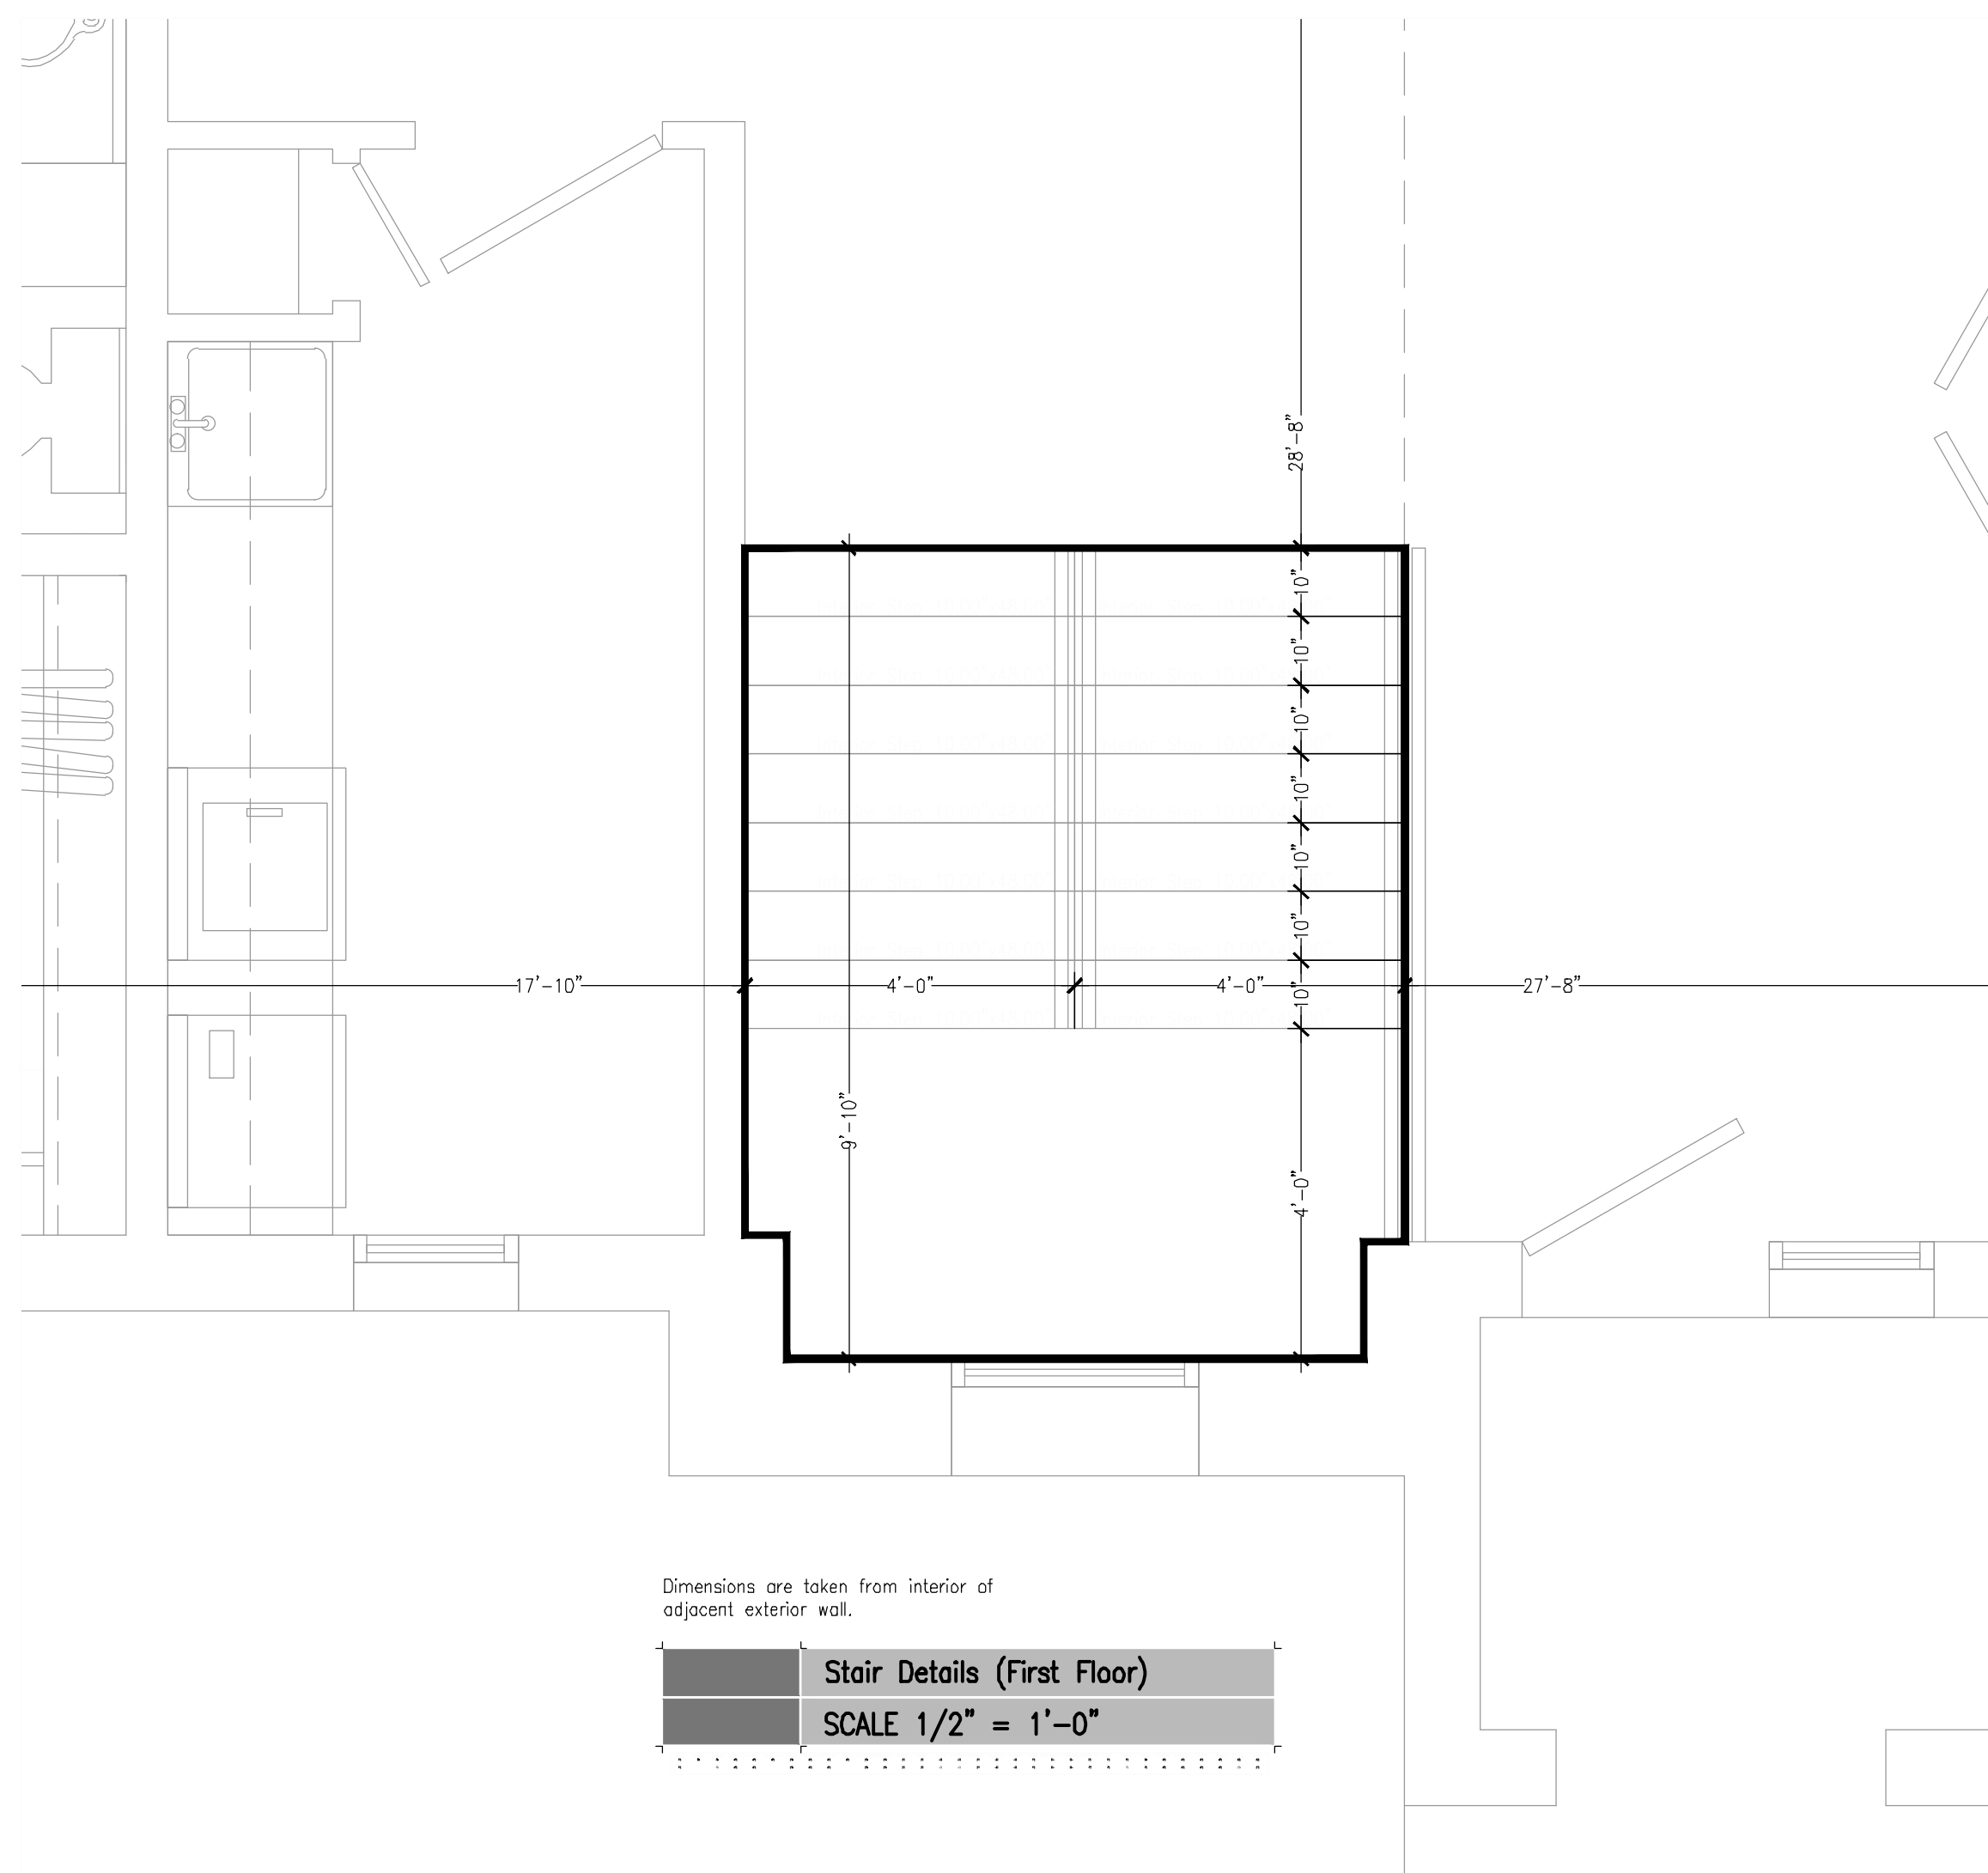 28'-8"
10"
10"
10"
10"
10"
10"
17'-10" 4'-0" 4'-0" 10" 27'-8"
9'-10"
4'-0"
Dimensions are taken from interior of
adjacent exterior wall.
Stair Details (First Floor)
SCALE 1/2" = 1'-0"